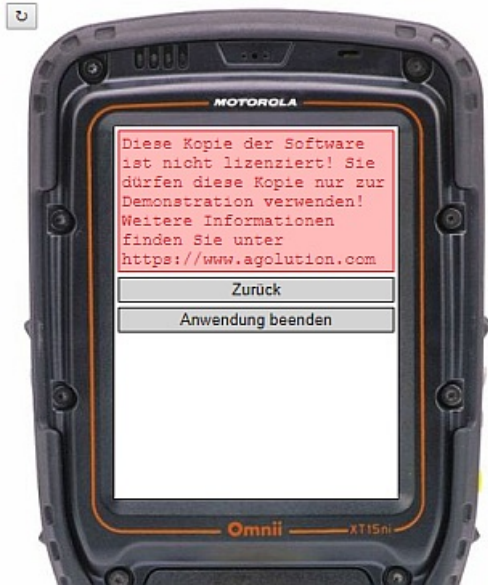 MOTOROLA
Diese Kopie der Software
ist nicht lizenziert! Sie
dürfen diese Kopie nur zur
Demonstration verwenden!
Weitere Informationen
finden Sie unter
https://www.agolution.com
Zurück
Anwendung beenden
Omnii XT15ni